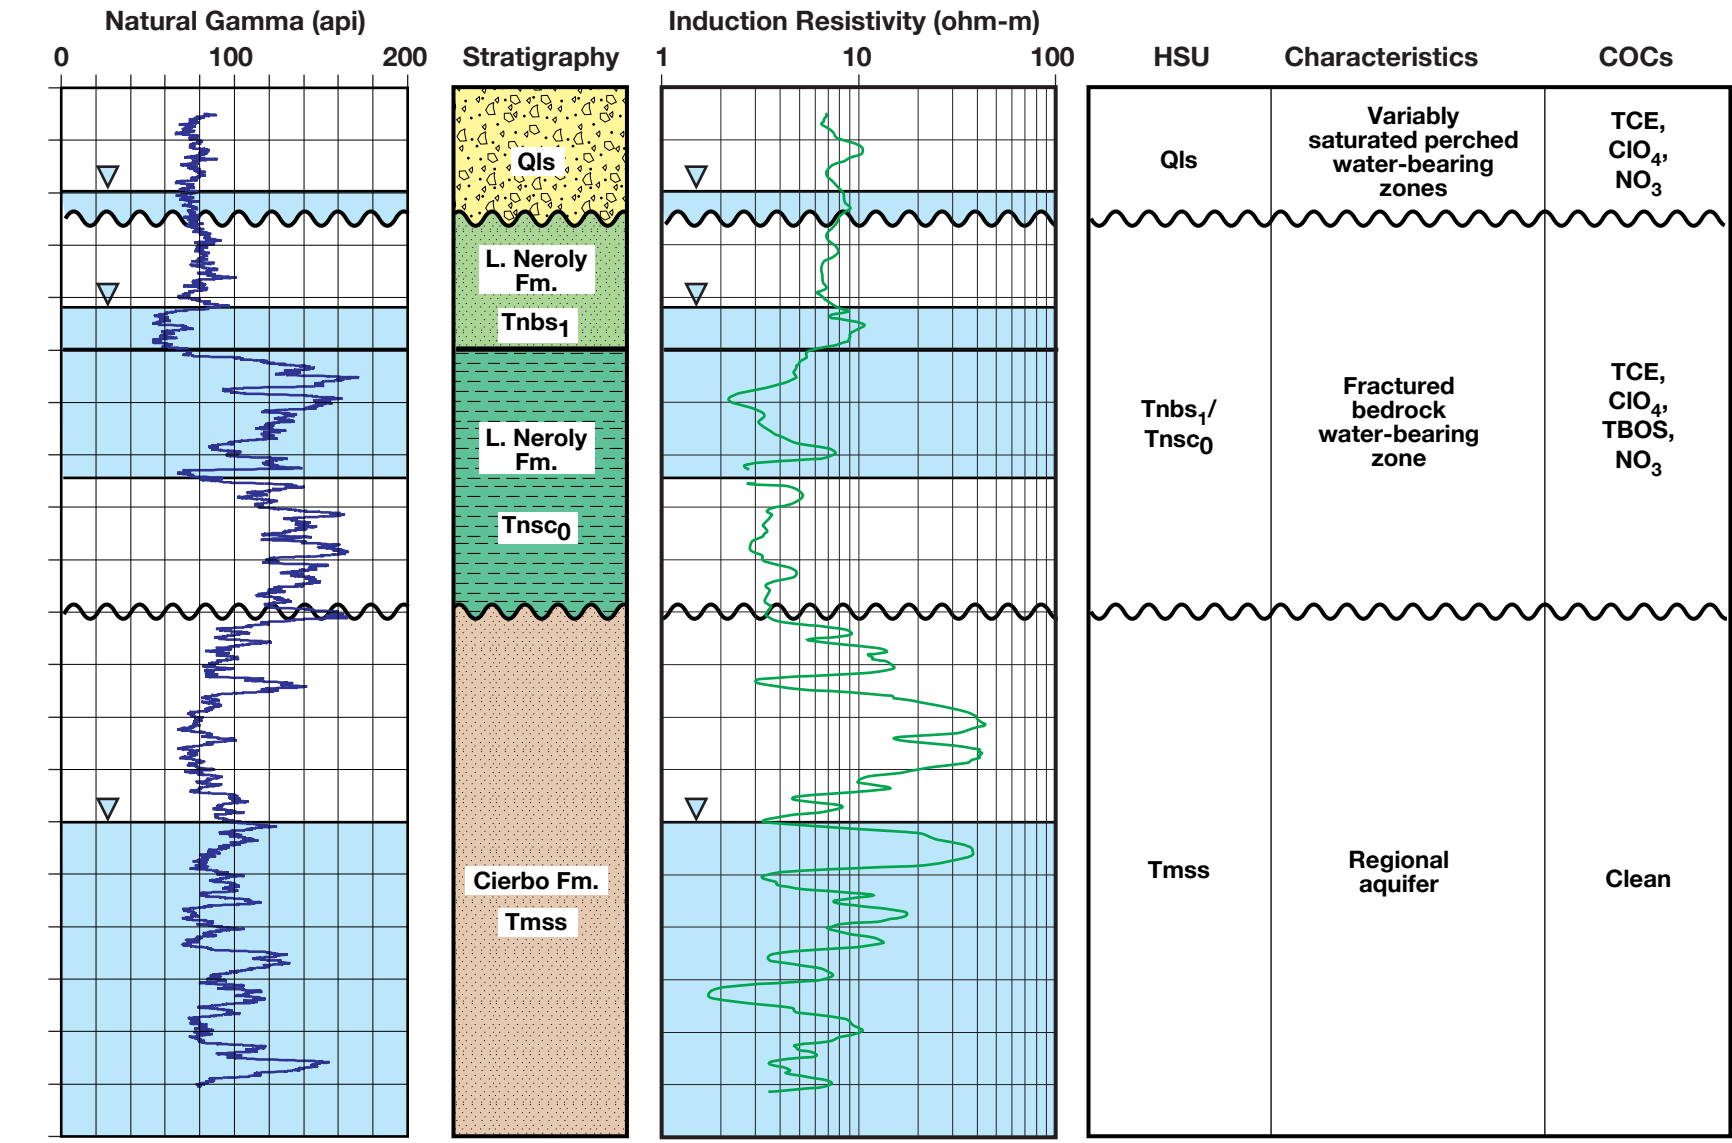 Natural Gamma (api)
0 100 200
Stratigraphy
Induction Resistivity (ohm-m)
1 10 100
HSU Characteristics COCs
Qls
L. Neroly
Fm.
Tnbs1
L. Neroly
Fm.
Tnsc0
Cierbo Fm.
Tmss
Qls
Variably
saturated perched
water-bearing
zones
TCE,
ClO4,
NO3
Tnbs1/
Tnsc0
Fractured
bedrock
water-bearing
zone
TCE,
ClO4,
TBOS,
NO3
Tmss
Regional
aquifer
Clean